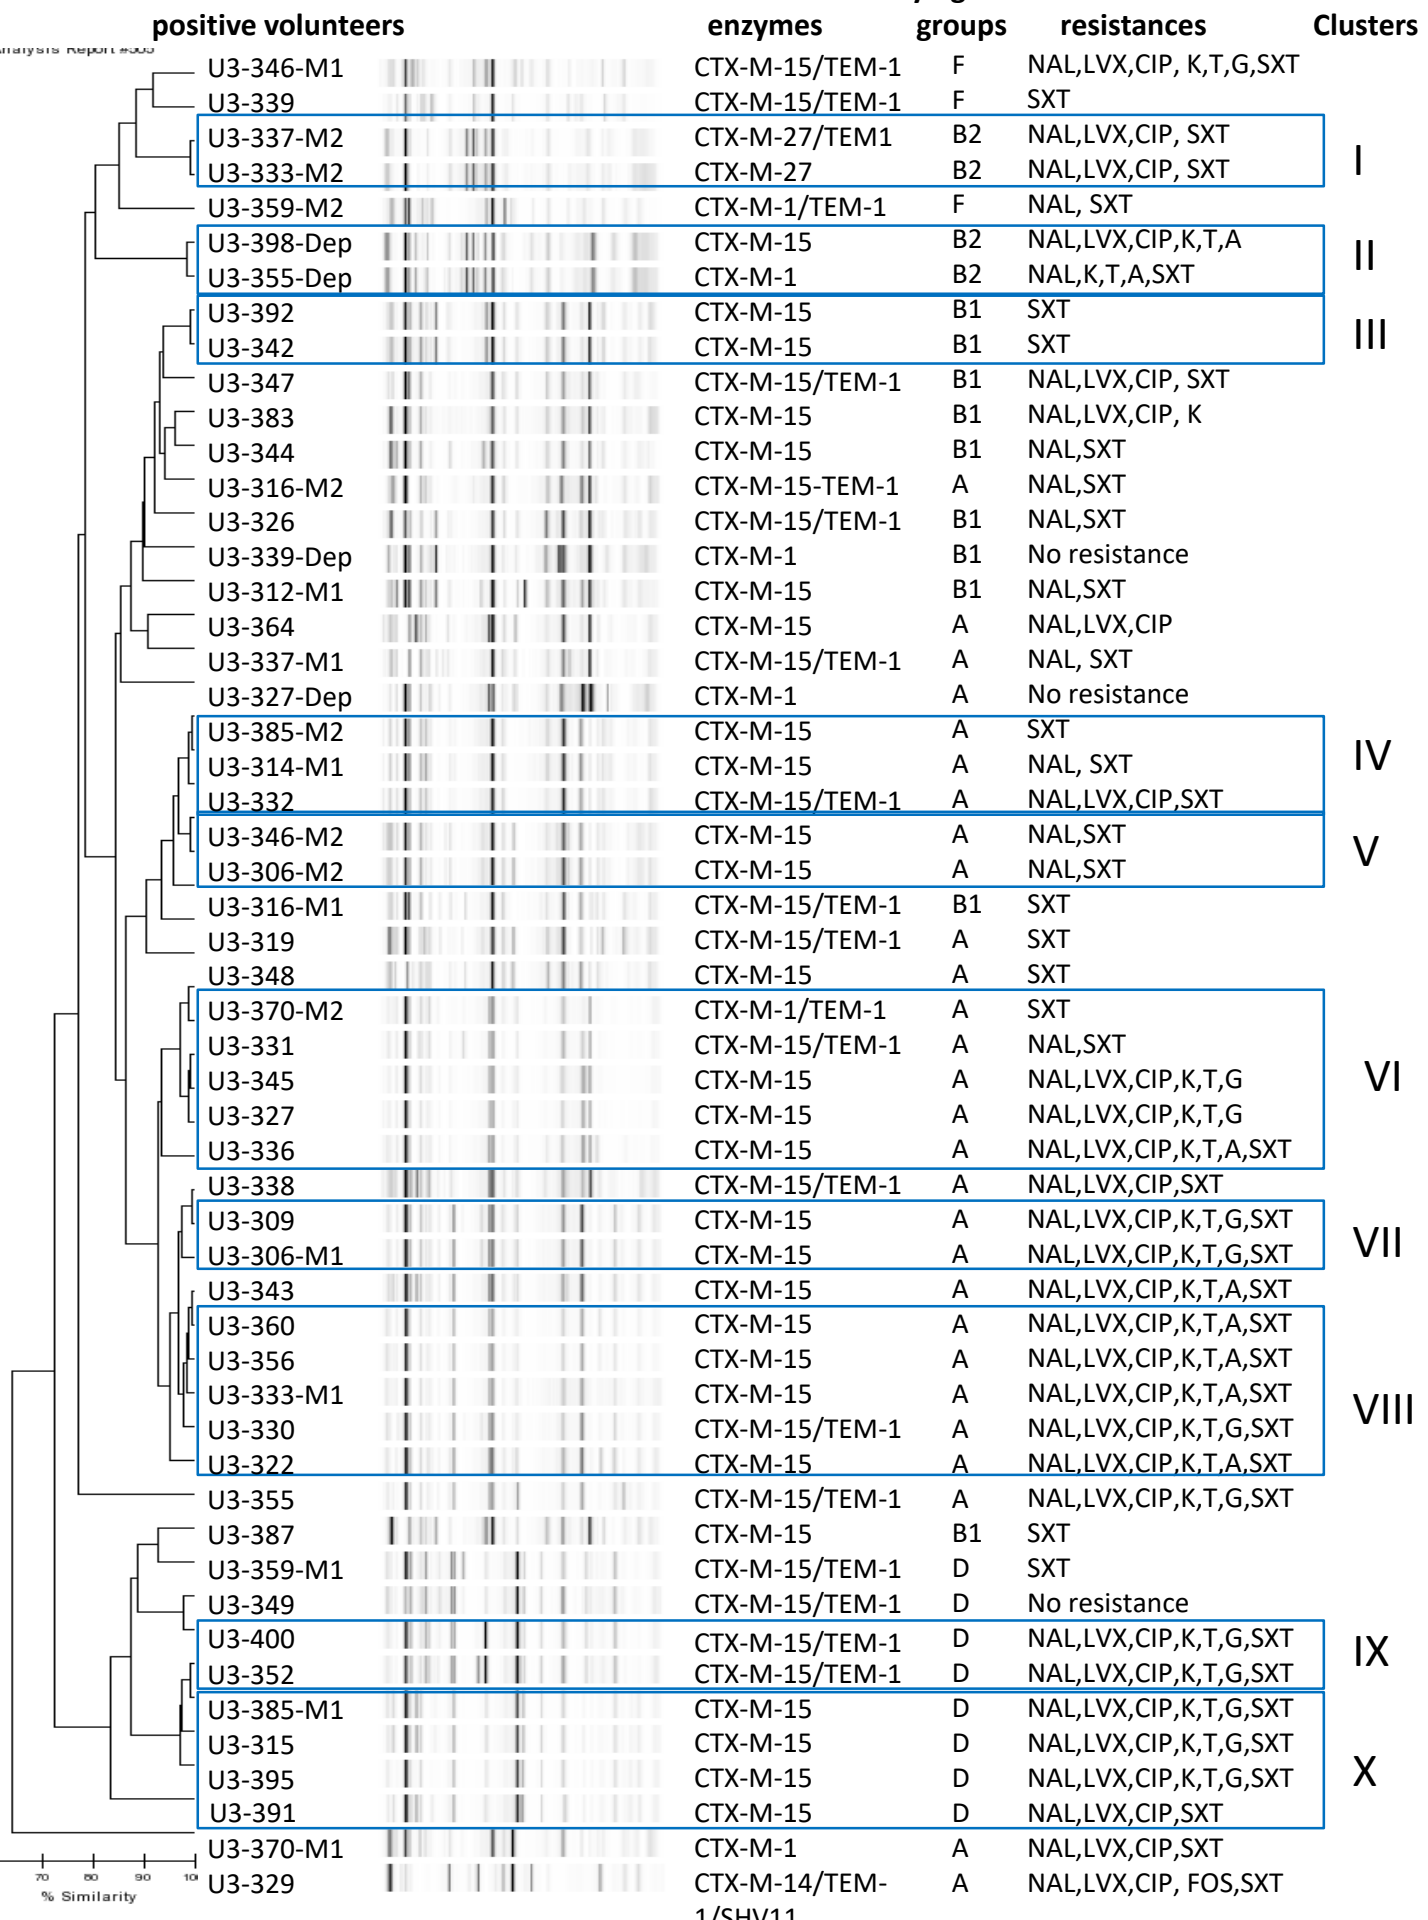 positive volunteers enzymes groups resistances Clusters
U3-346-M1 CTX-M-15/TEM-1 F NAL,LVX,CIP, K,T,G,SXT
U3-339 CTX-M-15/TEM-1 F SXT
U3-337-M2 CTX-M-27/TEM1 B2 NAL,LVX,CIP, SXT
I
U3-333-M2 CTX-M-27 B2 NAL,LVX,CIP, SXT
U3-359-M2 CTX-M-1/TEM-1 F NAL, SXT
U3-398-Dep CTX-M-15 B2 NAL,LVX,CIP,K,T,A
II
U3-355-Dep CTX-M-1 B2 NAL,K,T,A,SXT
U3-392 CTX-M-15 B1 SXT
III
U3-342 CTX-M-15 B1 SXT
U3-347 CTX-M-15/TEM-1 B1 NAL,LVX,CIP, SXT
U3-383 CTX-M-15 B1 NAL,LVX,CIP, K
U3-344 CTX-M-15 B1 NAL,SXT
U3-316-M2 CTX-M-15-TEM-1 A NAL,SXT
U3-326 CTX-M-15/TEM-1 B1 NAL,SXT
U3-339-Dep CTX-M-1 B1 No resistance
U3-312-M1 CTX-M-15 B1 NAL,SXT
U3-364 CTX-M-15 A NAL,LVX,CIP
U3-337-M1 CTX-M-15/TEM-1 A NAL, SXT
U3-327-Dep CTX-M-1 A No resistance
U3-385-M2 CTX-M-15 A SXT
IV
U3-314-M1 CTX-M-15 A NAL, SXT
U3-332 CTX-M-15/TEM-1 A NAL,LVX,CIP,SXT
U3-346-M2 CTX-M-15 A NAL,SXT
V
U3-306-M2 CTX-M-15 A NAL,SXT
U3-316-M1 CTX-M-15/TEM-1 B1 SXT
U3-319 CTX-M-15/TEM-1 A SXT
U3-348 CTX-M-15 A SXT
U3-370-M2 CTX-M-1/TEM-1 A SXT
U3-331 CTX-M-15/TEM-1 A NAL,SXT
U3-345 CTX-M-15 A NAL,LVX,CIP,K,T,G VI
U3-327 CTX-M-15 A NAL,LVX,CIP,K,T,G
U3-336 CTX-M-15 A NAL,LVX,CIP,K,T,A,SXT
U3-338 CTX-M-15/TEM-1 A NAL,LVX,CIP,SXT
U3-309 CTX-M-15 A NAL,LVX,CIP,K,T,G,SXT
VII
U3-306-M1 CTX-M-15 A NAL,LVX,CIP,K,T,G,SXT
U3-343 CTX-M-15 A NAL,LVX,CIP,K,T,A,SXT
U3-360 CTX-M-15 A NAL,LVX,CIP,K,T,A,SXT
U3-356 CTX-M-15 A NAL,LVX,CIP,K,T,A,SXT
U3-333-M1 CTX-M-15 A NAL,LVX,CIP,K,T,A,SXT
VIII
U3-330 CTX-M-15/TEM-1 A NAL,LVX,CIP,K,T,G,SXT
U3-322 CTX-M-15 A NAL,LVX,CIP,K,T,A,SXT
U3-355 CTX-M-15/TEM-1 A NAL,LVX,CIP,K,T,G,SXT
U3-387 CTX-M-15 B1 SXT
U3-359-M1 CTX-M-15/TEM-1 D SXT
U3-349 CTX-M-15/TEM-1 D No resistance
U3-400 CTX-M-15/TEM-1 D NAL,LVX,CIP,K,T,G,SXT
IX
U3-352 CTX-M-15/TEM-1 D NAL,LVX,CIP,K,T,G,SXT
U3-385-M1 CTX-M-15 D NAL,LVX,CIP,K,T,G,SXT
U3-315 CTX-M-15 D NAL,LVX,CIP,K,T,G,SXT
U3-395 CTX-M-15 D NAL,LVX,CIP,K,T,G,SXT X
U3-391 CTX-M-15 D NAL,LVX,CIP,SXT
U3-370-M1 CTX-M-1 A NAL,LVX,CIP,SXT
70 80 90 10
U3-329 CTX-M-14/TEM- A NAL,LVX,CIP, FOS,SXT
% Similarity
1/SHV11